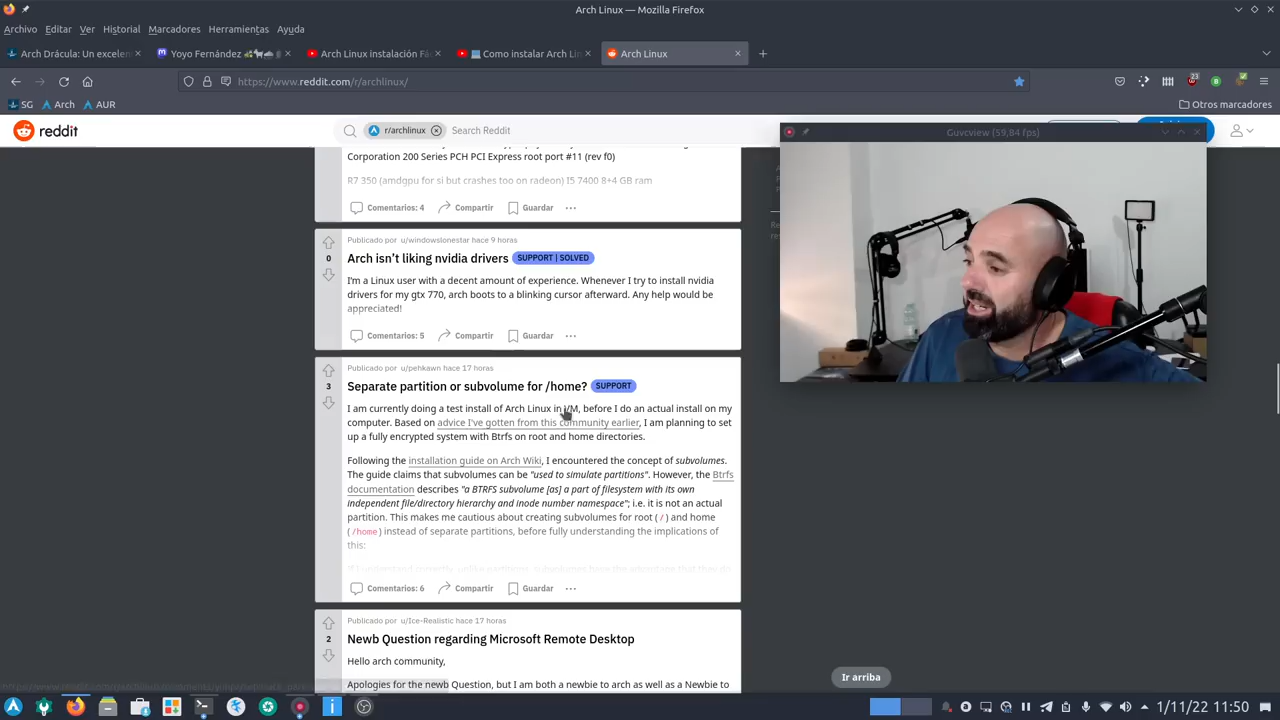 Arch Linux — Mozilla Firefox
Archivo Editar Ver Historial Marcadores Herramientas Ayuda
Arch Drácula: Un excelen
Yoyo Fernández
Arch Linux instalación Fá
Como instalar Arch Lin
Arch Linux
https://www.reddit.com/r/archlinux/
23
SG Arch AUR
Otros marcadores
reddit
r/archlinux
Search Reddit
Guvcview (59,84 fps)
Corporation 200 Series PCH PCI Express root port #11 (rev f0)
R7 350 (amdgpu for si but crashes too on radeon) I5 7400 8+4 GB ram
Comentarios: 4 Compartir Guardar
Publicado por u/windowslonestar hace 9 horas
0
Arch isn’t liking nvidia drivers SUPPORT | SOLVED
I’m a Linux user with a decent amount of experience. Whenever I try to install nvidia
drivers for my gtx 770, arch boots to a blinking cursor afterward. Any help would be
appreciated!
Comentarios: 5 Compartir Guardar
Publicado por u/pehkawn hace 17 horas
3
Separate partition or subvolume for /home? SUPPORT
I am currently doing a test install of Arch Linux in VM, before I do an actual install on my
computer. Based on advice I've gotten from this community earlier, I am planning to set
up a fully encrypted system with Btrfs on root and home directories.
Following the installation guide on Arch Wiki, I encountered the concept of subvolumes.
The guide claims that subvolumes can be "used to simulate partitions". However, the Btrfs
documentation describes "a BTRFS subvolume [as] a part of filesystem with its own
independent file/directory hierarchy and inode number namespace"; i.e. it is not an actual
partition. This makes me cautious about creating subvolumes for root ( / ) and home
( /home ) instead of separate partitions, before fully understanding the implications of
this:
Comentarios: 6 Compartir Guardar
Publicado por u/Ice-Realistic hace 17 horas
2
Newb Question regarding Microsoft Remote Desktop
Hello arch community,
Apologies for the newb Question, but I am both a newbie to arch as well as a Newbie to
Ir arriba
1/11/22 11:50